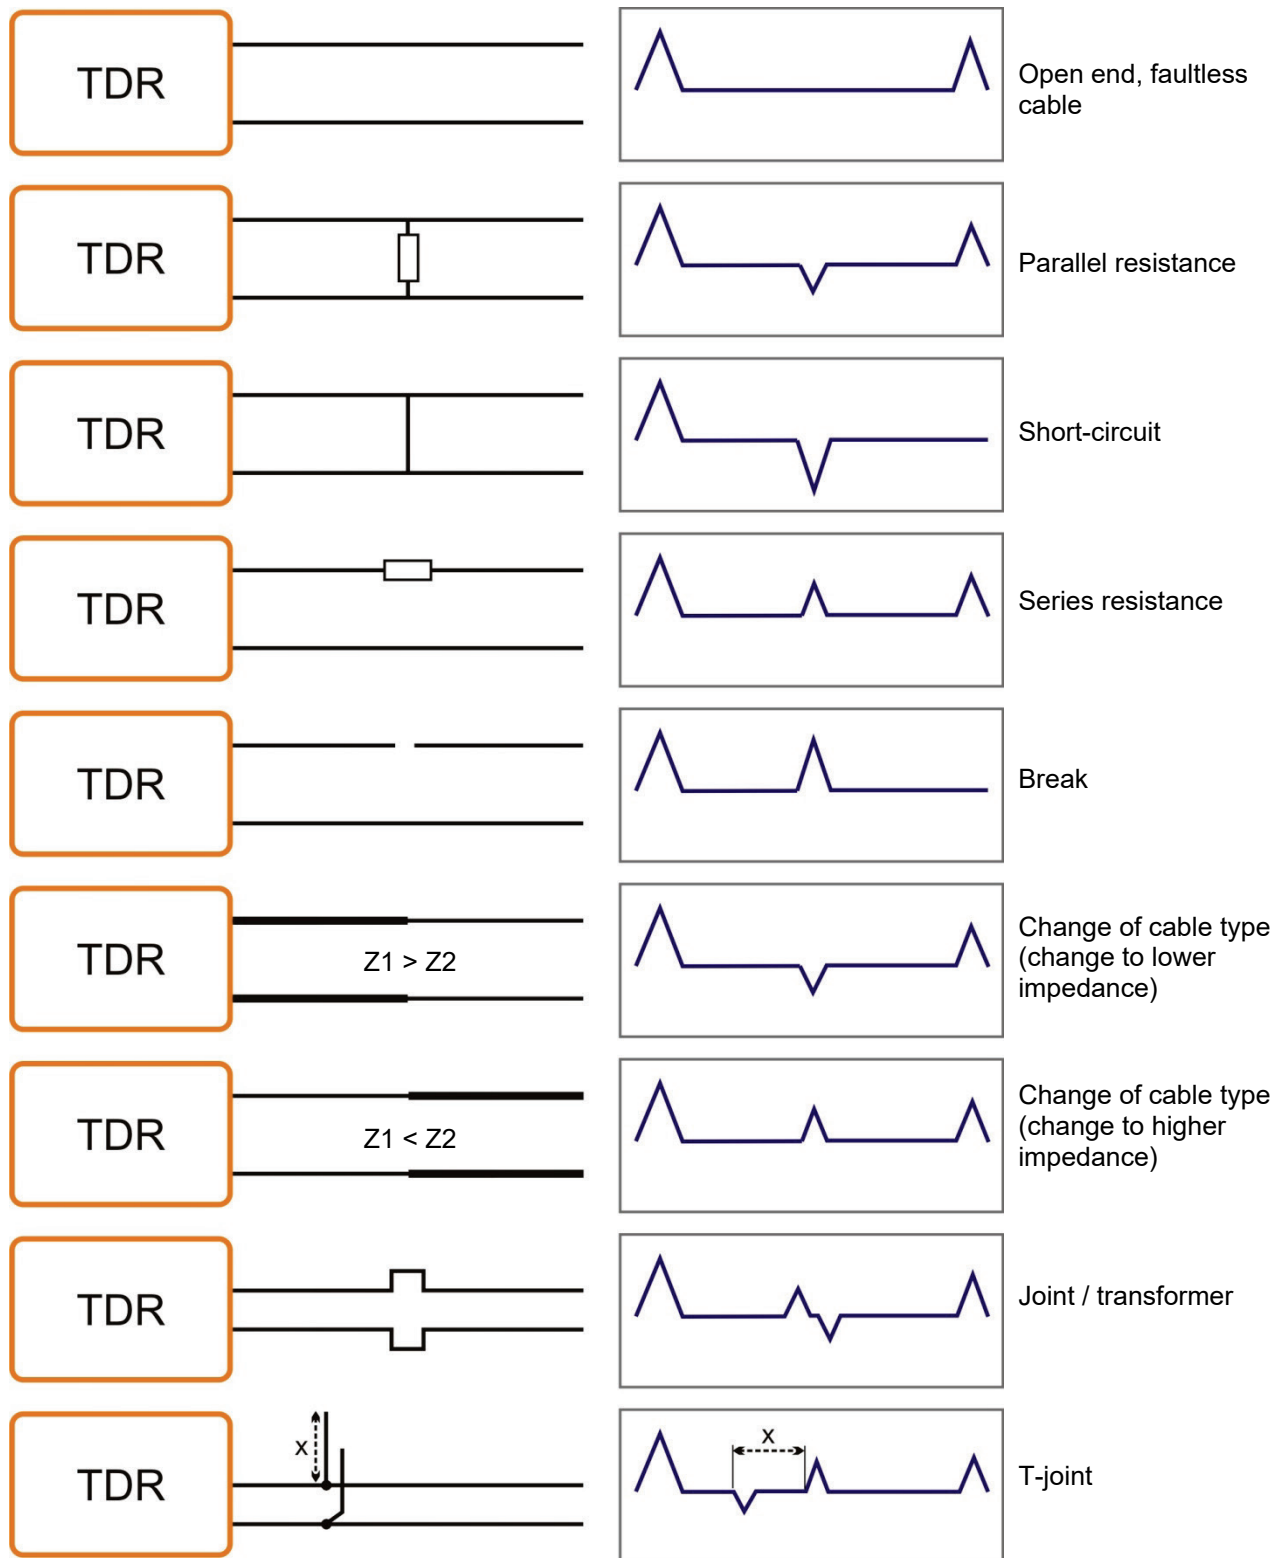 TDR
Open end, faultless
cable
TDR
Parallel resistance
TDR
Short-circuit
TDR
Series resistance
TDR
Break
TDR
Z1 > Z2
Change of cable type
(change to lower
impedance)
TDR
Z1 < Z2
Change of cable type
(change to higher
impedance)
TDR
Joint / transformer
TDR
x
x
T-joint